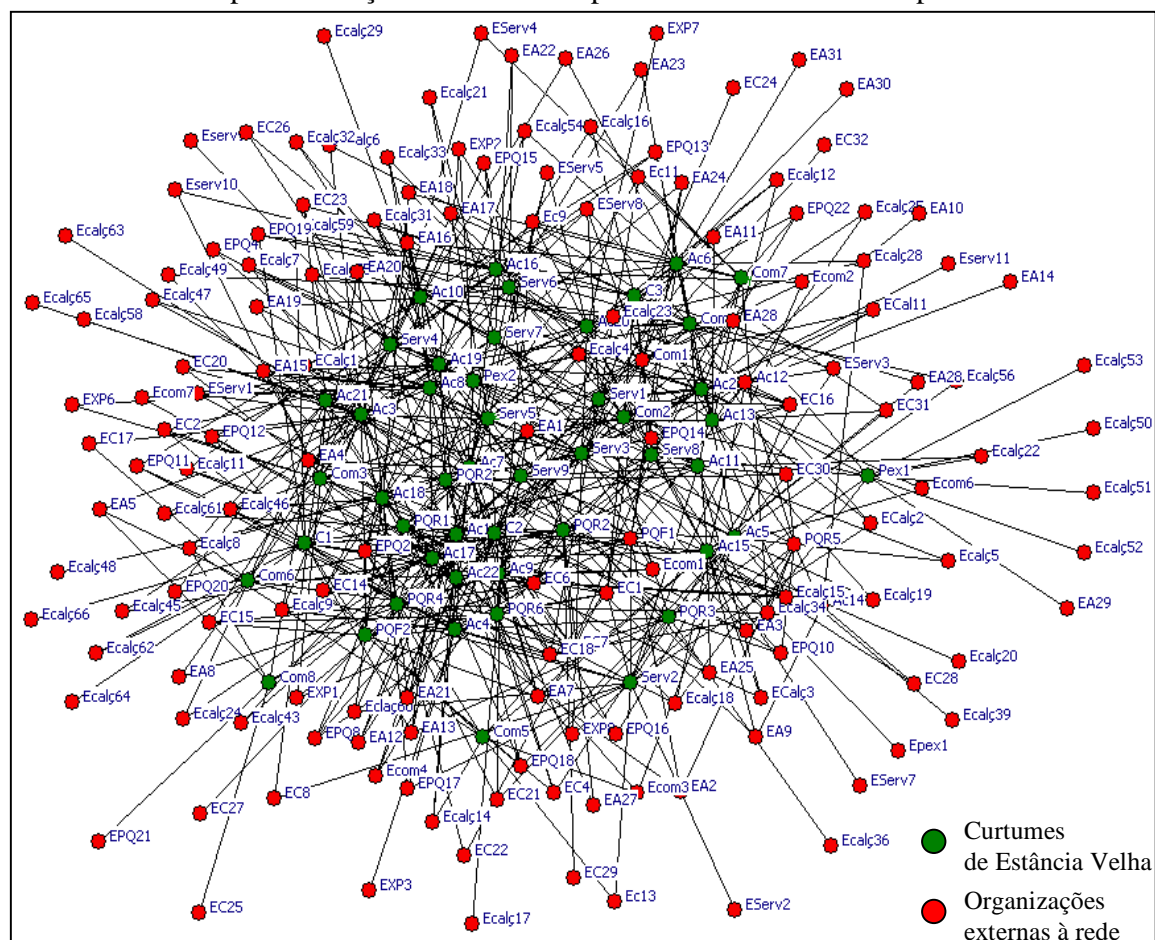 Ecalç29
EServ4
EXP7
EA22
EA26
EA23
EA31
EC24
EA30
Ecalç21
Ecalç54
Ecalç16
EC26
Ecalç32
Ecalç33
EXP2
EPQ15
EServ5
EPQ13
EC32
Ec11
EA24
Ecalç12
Eserv10
EA18
EC23
Ecalç31
EA17
Ec9
EServ8
EPQ22
EA10
EA11
Ecalç63
EPQ19
EA16
Ecalç7
EA20
Ac16
Ac6
Com7
Ecalç28
Eserv11
Ecom2
EA14
Ecalç49
Serv6
Ac10
C3
Ecalç47
EA19
Ecalç65
Ecalç58
Ecalç23
EA28
ECal11
Serv4
Serv7
Ecalç4
Com1
Ac19
EC20
ECalç1
EA15
Pex2
EServ3
Ecalç53
Ac8
Ac2
Ac12
EA28
Ecalç56
EServ1
Ecom7
Ac21
Serv1
EXP6
EC16
EC31
Ac3
Serv5
Com2
Ac13
EC2
EA1
Ecalç50
EPQ12
EPQ14
EC17
Serv3
Serv8
Ecalç22
EA4
EPQ11
Ecalç11
Ac7
Ac11
Com3
PQR2
Serv9
EC30
Pex1
Ecom6
Ecalç51
Ac18
EA5
Ecalç61
Ecalç46
PQR1
PQR2
ECalç2
C1
C2
PQF1
Ac5
Ecalç8
EPQ2
Ac17
Ac15
PQR5
Ecalç52
Ecalç5
Ecalç48
Com6
Ac22
Ac9
Ecom1
EC14
EC6
EC1
EPQ20
Ecalç15
Ecalç19
Ecalç66
Ecalç45
Ecalç9
PQR4
PQR6
PQR3
Ecalç34
EA29
EC15
Ac4
EA3
PQF2
EC18
Ecalç62
EPQ10
Ecalç20
EA8
Com8
EA25
Serv2
EC28
Ecalç64
EXP1
EA21
EA7
Ecalç18
ECalç3
Ecalç24
Ecalç43
Ecalç39
EPQ8
EA12
EA13
Com5
EPQ16
EA9
Epex1
EPQ18
Ecom4
EServ7
EC8
EPQ17
EC21
EC4
EA27
Ecom3
EA2
EC27
Ecalç14
EPQ21
EC22
Ecalç36
EC29
EXP3
Ec13
EC25
Ecalç17
EServ2
Curtumes
de Estância Velha
Organizações
externas à rede